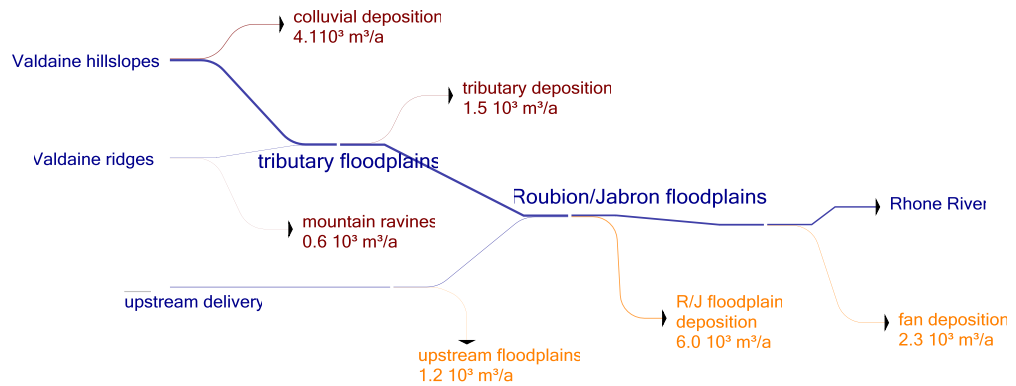 colluvial deposition
4.110³ m³/a
Valdaine hillslopes
tributary deposition
1.5 10³ m³/a
Valdaine ridges
tributary floodplains
Roubion/Jabron floodplains
Rhone River
mountain ravines
0.6 10³ m³/a
upstream delivery
R/J floodplain
deposition
6.0 10³ m³/a
fan deposition
2.3 10³ m³/a
upstream floodplains
1.2 10³ m³/a